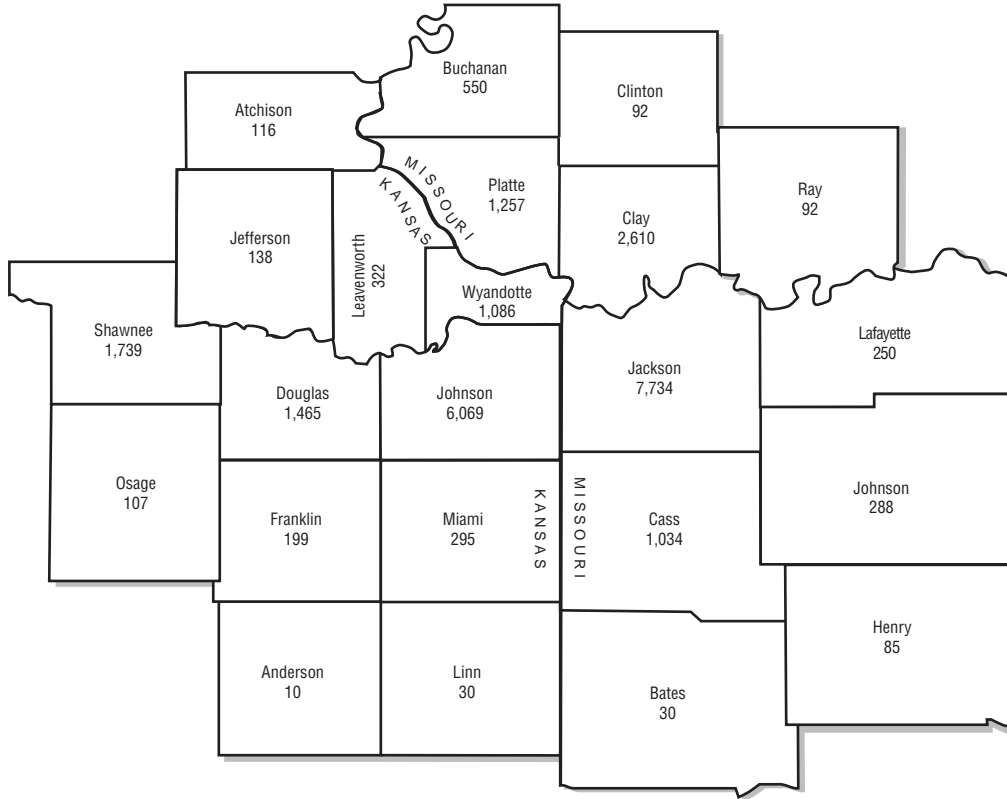 Buchanan
550
Clinton
92
Atchison
116
Ray
92
Platte
1,257
MISSOURI
KANSAS
Clay
2,610
Jefferson
138
Leavenworth
322
Wyandotte
1,086
Shawnee
1,739
Lafayette
250
Jackson
7,734
Douglas
1,465
Johnson
6,069
Osage
107
Johnson
288
Franklin
199
Miami
295
KANSAS
MISSOURI
Cass
1,034
Henry
85
Anderson
10
Linn
30
Bates
30